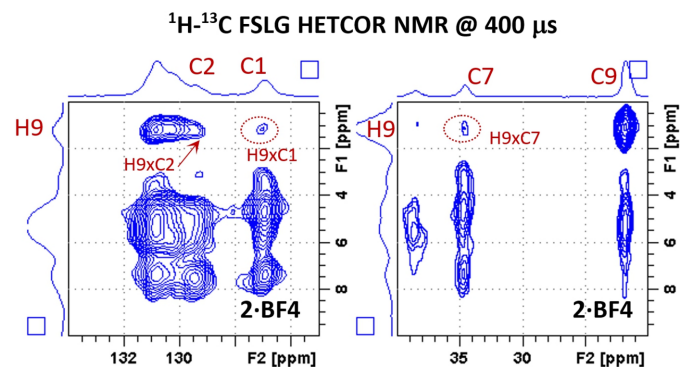 ¹H-¹³C FSLG HETCOR NMR @ 400 µs
C2 C1
H9
H9xC2
H9xC1
2·BF4
F1 [ppm]
4
6
8
132 130 F2 [ppm]
C7 C9
H9
H9xC7
2·BF4
F1 [ppm]
4
6
8
35 30 F2 [ppm]